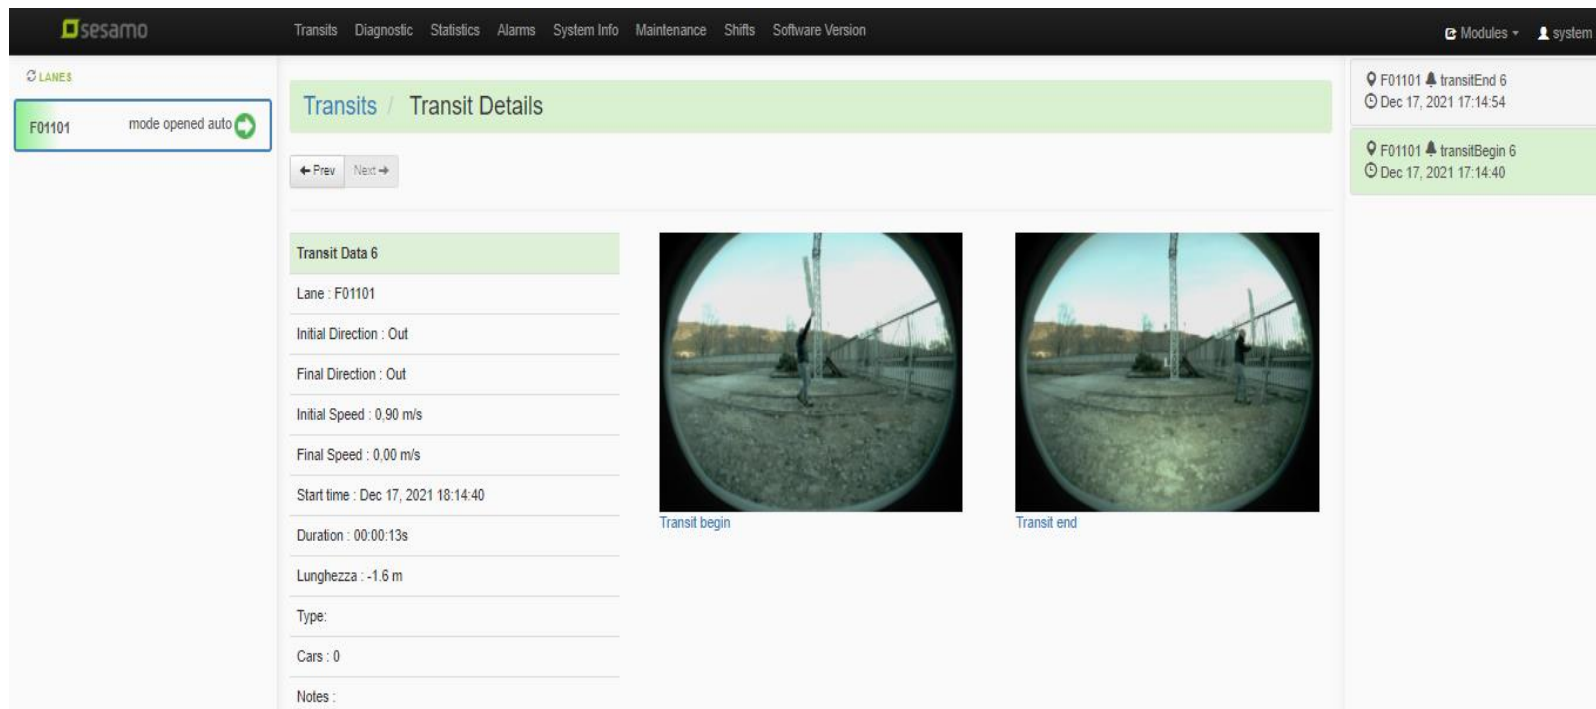 sesamo
Transits Diagnostic Statistics Alarms System Info Maintenance Shifts Software Version
Modules system
LANES
F01101 mode opened auto
Transits / Transit Details
← Prev Next →
Transit Data 6
Lane : F01101
Initial Direction : Out
Final Direction : Out
Initial Speed : 0,90 m/s
Final Speed : 0,00 m/s
Start time : Dec 17, 2021 18:14:40
Duration : 00:00:13s
Lunghezza : -1.6 m
Type:
Cars : 0
Notes :
Transit begin
Transit end
F01101 transitEnd 6
Dec 17, 2021 17:14:54
F01101 transitBegin 6
Dec 17, 2021 17:14:40